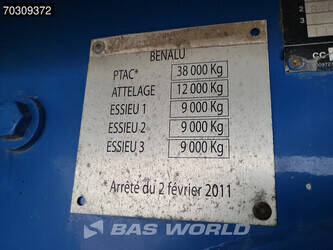 70309372
BENALU
PTAC* 38 000 Kg
ATTELAGE 12 000 Kg
ESSIEU 1 9 000 Kg
ESSIEU 2 9 000 Kg
ESSIEU 3 9 000 Kg
*Arrêté du 2 février 2011
BAS WORLD
CC-